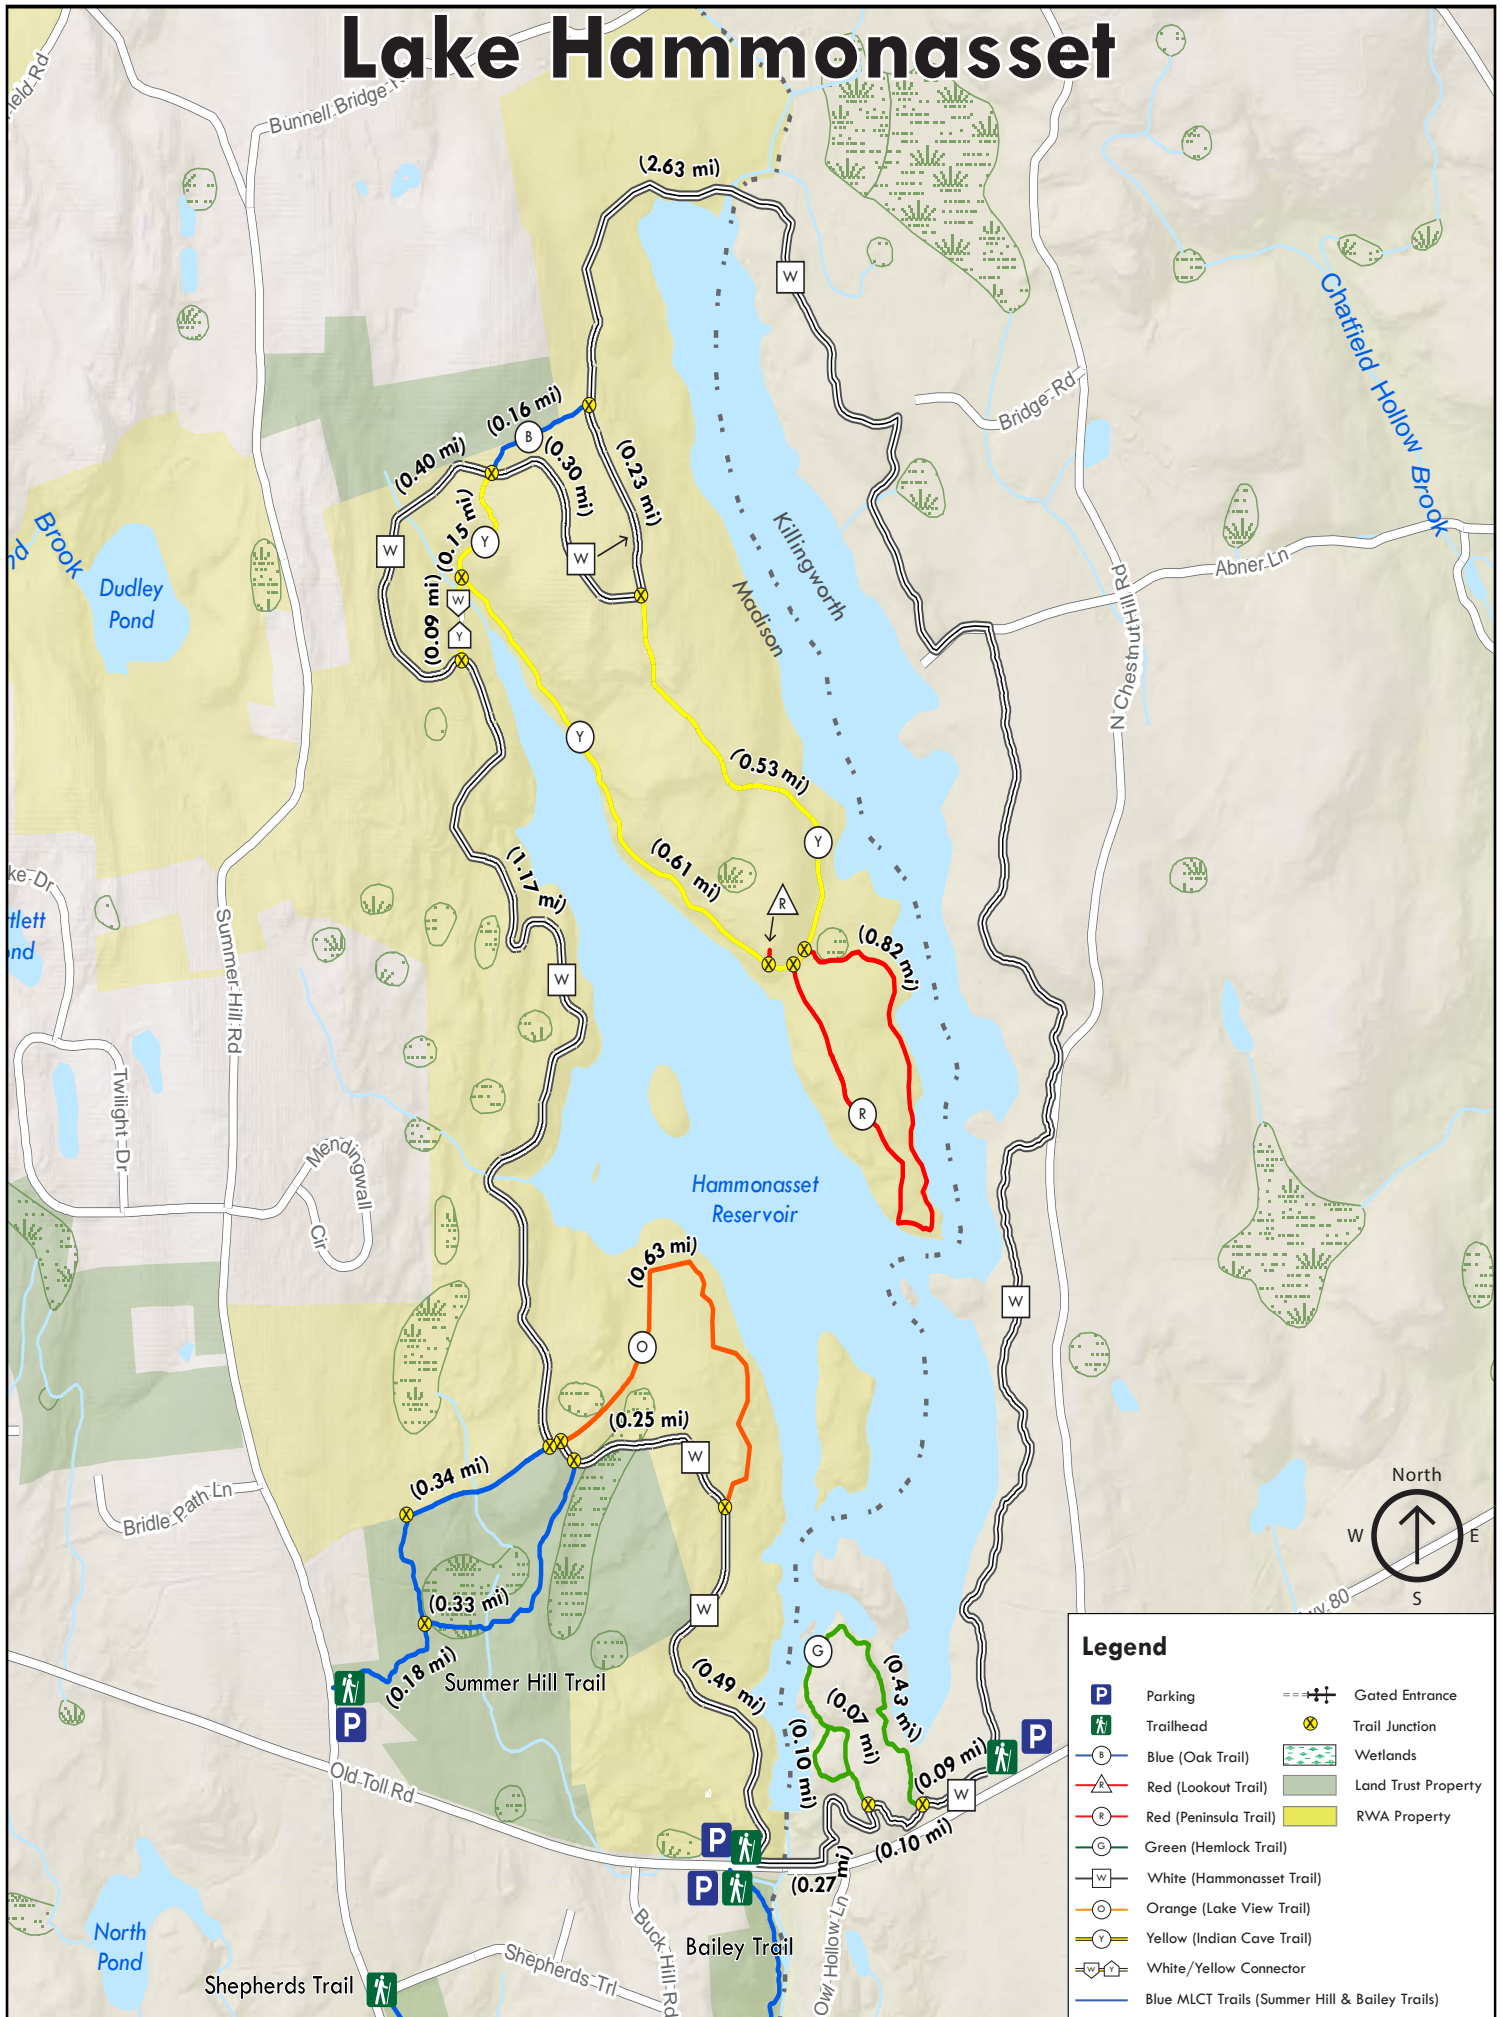 Lake Hammonasset
Bunnell Bridge
(2.63 mi)
W
Chatfield Hollow Brook
Bridge Rd
(0.16 mi)
B
(0.40 mi)
(0.30 mi)
(0.23 mi)
Brook
Dudley
Pond
W
(0.15 mi)
Y
W
Killingworth
Madison
Abner Ln
N Chestnut Hill Rd
(0.09 mi)
W
Y
Y
(0.53 mi)
Y
(0.61 mi)
(1.17 mi)
R
(0.82 mi)
Summer Hill Rd
W
Twilight Dr
Mendingwall
Cir
R
Hammonasset
Reservoir
(0.63 mi)
W
O
(0.25 mi)
W
(0.34 mi)
Bridle Path Ln
North
W
E
S
(0.33 mi)
W
(0.18 mi)
Summer Hill Trail
P
(0.49 mi)
G
(0.43 mi)
(0.07 mi)
(0.10 mi)
(0.09 mi)
P
W
Old Toll Rd
P
(0.10 mi)
P
(0.27 mi)
North
Pond
Buck Hill Rd
Bailey Trail
Owl Hollow Ln
Shepherds Trl
Shepherds Trail
Legend
P Parking
Gated Entrance
Trailhead
X Trail Junction
B Blue (Oak Trail)
Wetlands
R Red (Lookout Trail)
Land Trust Property
R Red (Peninsula Trail)
RWA Property
G Green (Hemlock Trail)
W White (Hammonasset Trail)
O Orange (Lake View Trail)
Y Yellow (Indian Cave Trail)
W Y White/Yellow Connector
Blue MLCT Trails (Summer Hill & Bailey Trails)